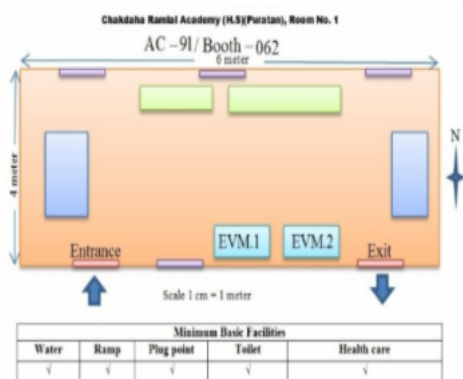 Chakdaha Ramlal Academy (H.S)(Puratan), Room No. 1
AC -91/ Booth -062
6 meter
4 meter
N
EVM.1 EVM.2
Entrance Exit
Scale 1 cm = 1 meter
Minimum Basic Facilities
Water Ramp Plug point Toilet Health care
√ √ √ √ √